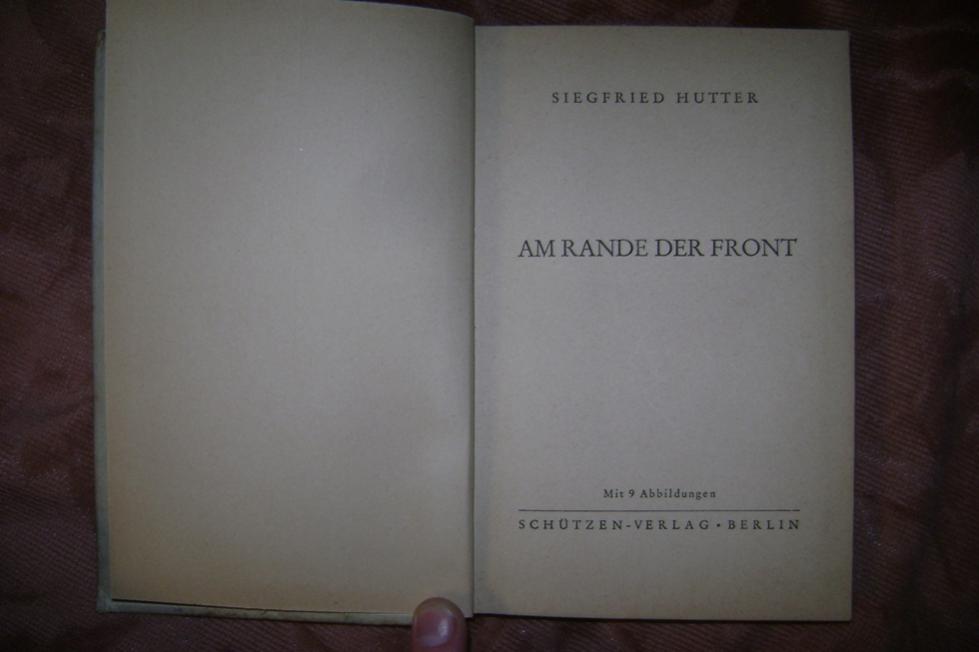 SIEGFRIED HUTTER
AM RANDE DER FRONT
Mit 9 Abbildungen
SCHÜTZEN-VERLAG • BERLIN